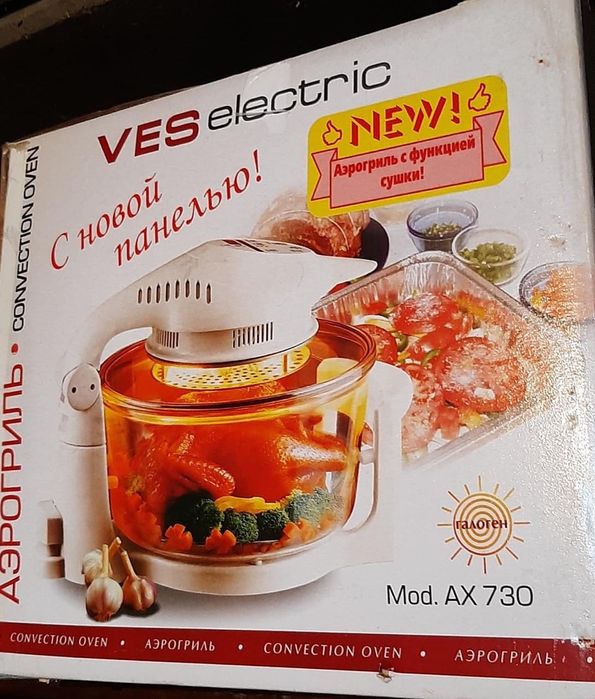 VES electric
NEW!
Аэрогриль с функцией
сушки!
С новой
панелью!
АЭРОГРИЛЬ • CONVECTION OVEN
галоген
Mod. AX 730
CONVECTION OVEN • АЭРОГРИЛЬ • CONVECTION OVEN • АЭРОГРИЛЬ •